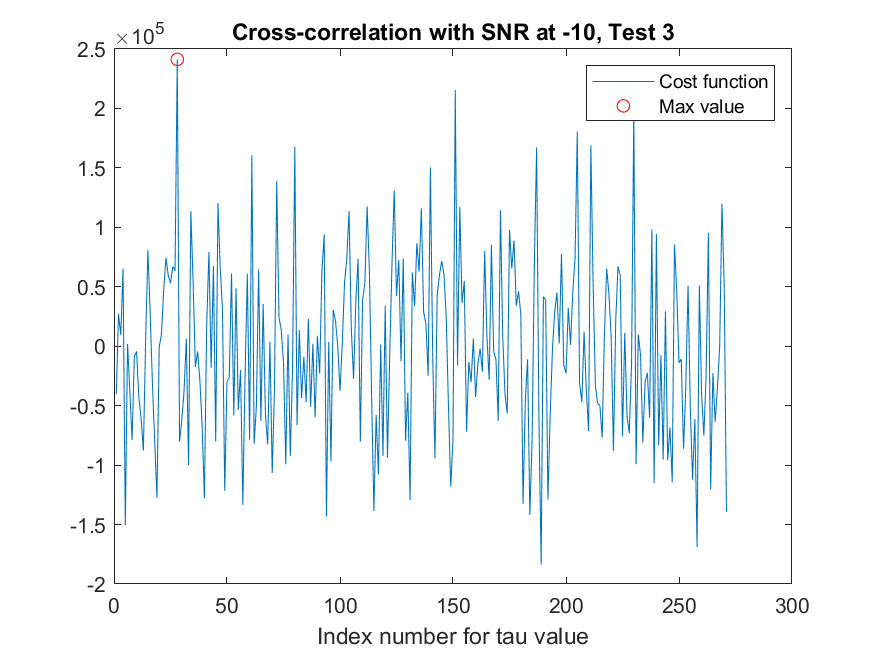 Cross-correlation with SNR at -10, Test 3
×10⁵
2.5
2
1.5
1
0.5
0
-0.5
-1
-1.5
-2
Cost function
Max value
0 50 100 150 200 250 300
Index number for tau value